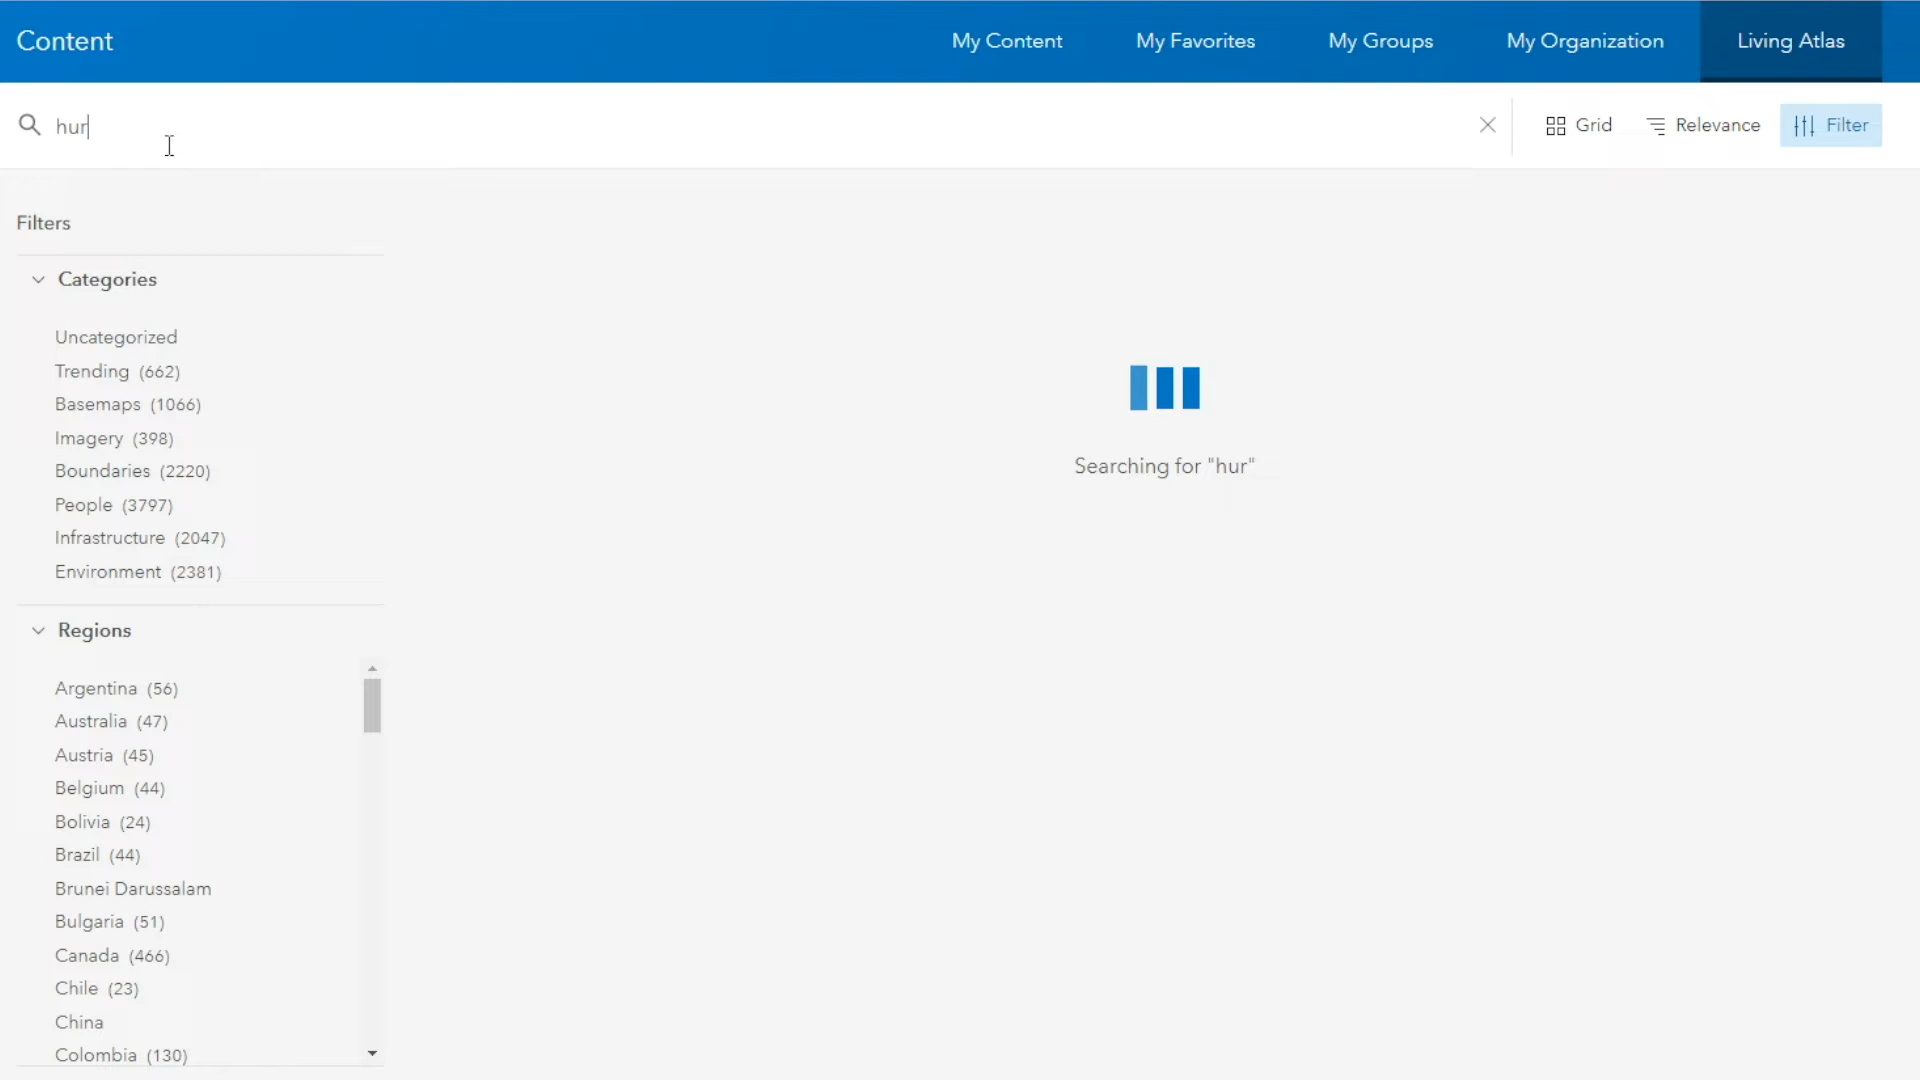 Content
My Content
My Favorites
My Groups
My Organization
Living Atlas
hur
Grid
Relevance
Filter
Filters
Categories
Uncategorized
Trending (662)
Basemaps (1066)
Imagery (398)
Boundaries (2220)
People (3797)
Infrastructure (2047)
Environment (2381)
Searching for "hur"
Regions
Argentina (56)
Australia (47)
Austria (45)
Belgium (44)
Bolivia (24)
Brazil (44)
Brunei Darussalam
Bulgaria (51)
Canada (466)
Chile (23)
China
Colombia (130)